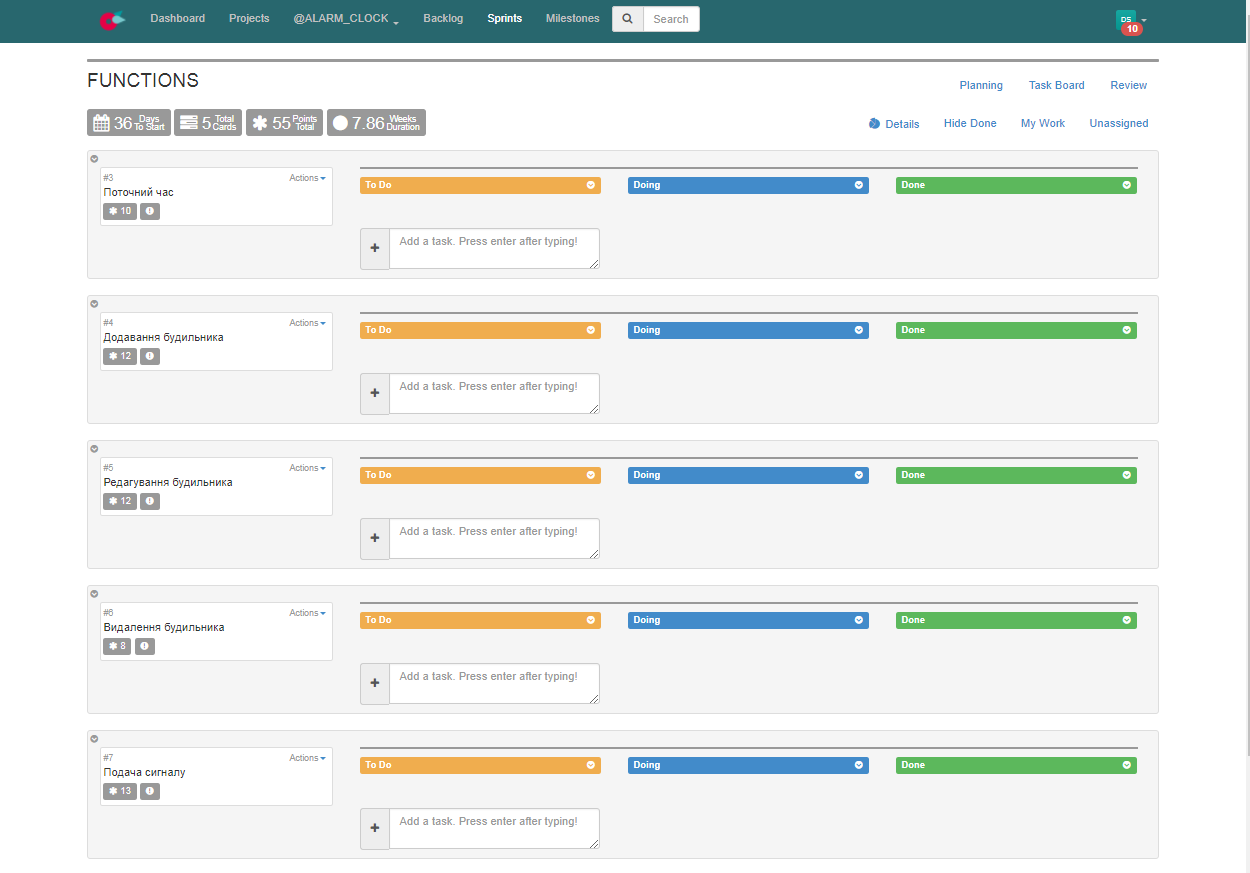 Dashboard Projects @ALARM_CLOCK Backlog Sprints Milestones Search DS
10
FUNCTIONS
Planning Task Board Review
36 Days To Start 5 Total Cards 55 Points Total 7.86 Weeks Duration
Details Hide Done My Work Unassigned
#3 Actions
Поточний час
10
To Do Doing Done
Add a task. Press enter after typing!
#4 Actions
Додавання будильника
12
To Do Doing Done
Add a task. Press enter after typing!
#5 Actions
Редагування будильника
12
To Do Doing Done
Add a task. Press enter after typing!
#6 Actions
Видалення будильника
8
To Do Doing Done
Add a task. Press enter after typing!
#7 Actions
Подача сигналу
13
To Do Doing Done
Add a task. Press enter after typing!